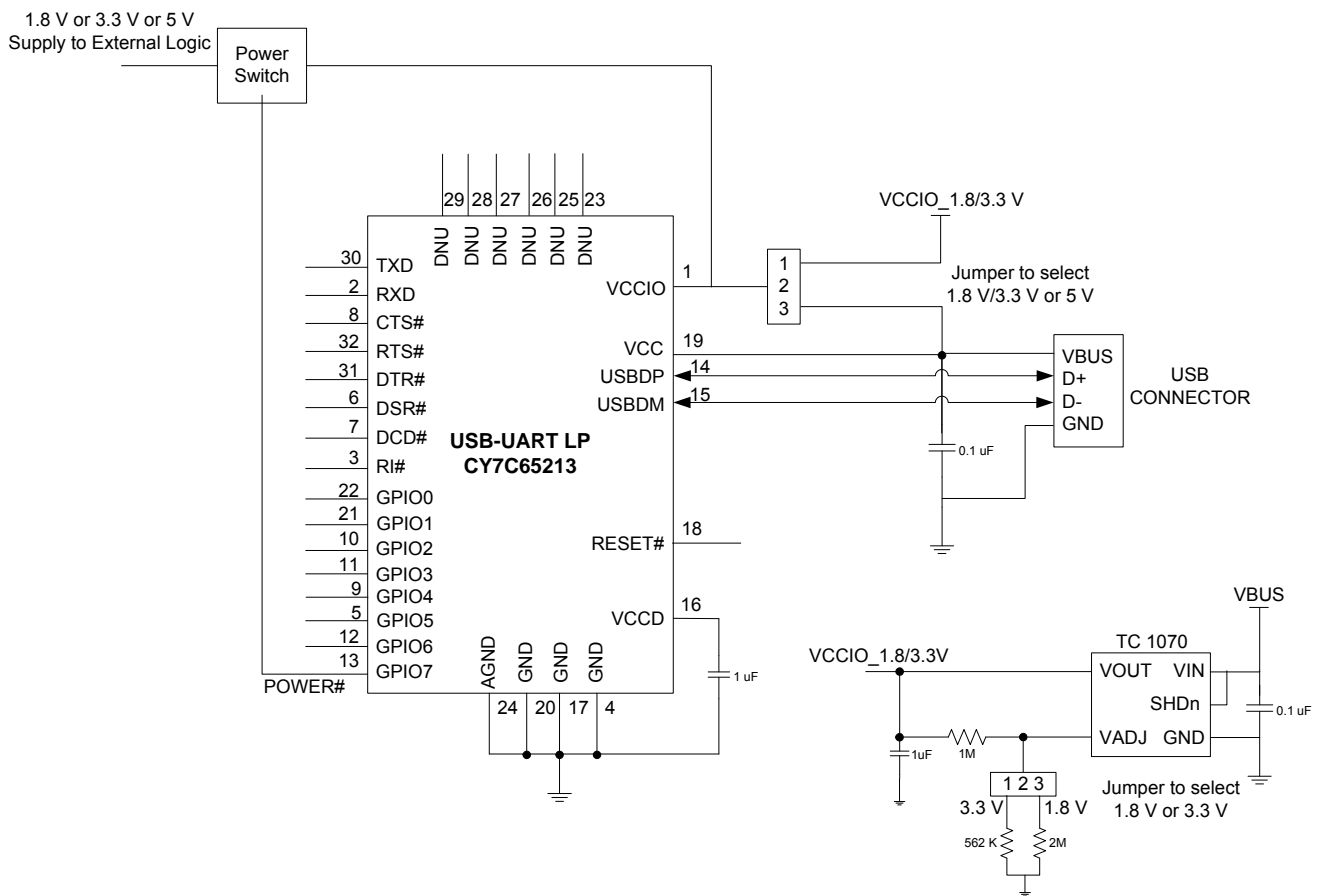 1.8 V or 3.3 V or 5 V
Supply to External Logic
Power
Switch
29 28 27 26 25 23
DNU DNU DNU DNU DNU DNU
30 TXD
2 RXD
8 CTS#
32 RTS#
31 DTR#
6 DSR#
7 DCD#
3 RI#
22 GPIO0
21 GPIO1
10 GPIO2
11 GPIO3
9 GPIO4
5 GPIO5
12 GPIO6
13 GPIO7
POWER#
USB-UART LP
CY7C65213
VCCIO 1
VCC 19
USBDP 14
USBDM 15
RESET# 18
VCCD 16
1 uF
AGND GND GND GND
24 20 17 4
VCCIO_1.8/3.3 V
1
2
3
Jumper to select
1.8 V/3.3 V or 5 V
VBUS
D+
D-
GND
USB
CONNECTOR
0.1 uF
VBUS
TC 1070
VCCIO_1.8/3.3V
VOUT VIN
SHDn
VADJ GND
0.1 uF
1uF
1M
1 2 3
3.3 V 1.8 V
Jumper to select
1.8 V or 3.3 V
562 K 2M